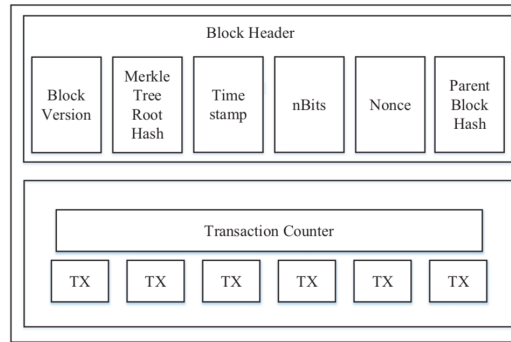 Block Header
Block
Version
Merkle
Tree
Root
Hash
Time
stamp
nBits
Nonce
Parent
Block
Hash
Transaction Counter
TX
TX
TX
TX
TX
TX